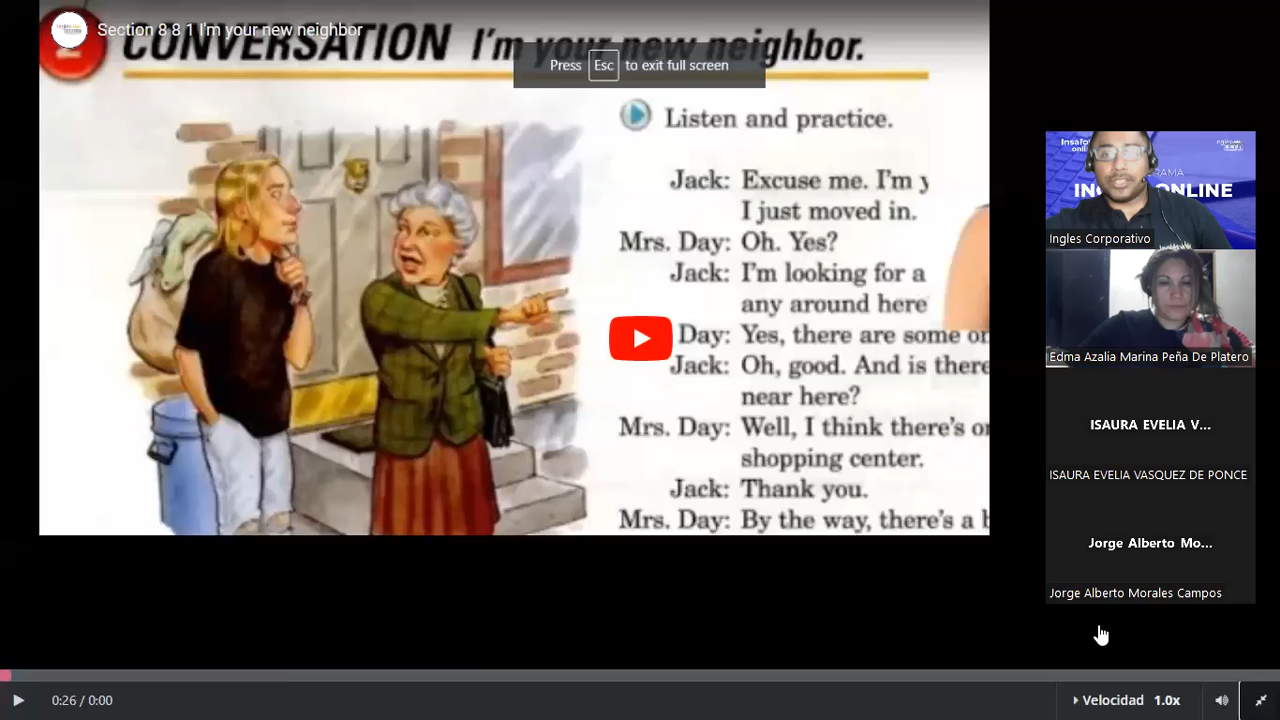 Section 8 8 1 I'm your new neighbor
CONVERSATION I'm your new neighbor.
Press Esc to exit full screen
Listen and practice.
Jack: Excuse me. I'm y
I just moved in.
Mrs. Day: Oh. Yes?
Jack: I'm looking for a
any around here
Day: Yes, there are some on
Jack: Oh, good. And is there
near here?
Mrs. Day: Well, I think there's on
shopping center.
Jack: Thank you.
Mrs. Day: By the way, there's a b
ONLINE
Ingles Corporativo
Edma Azalia Marina Peña De Platero
ISAURA EVELIA V...
ISAURA EVELIA VASQUEZ DE PONCE
Jorge Alberto Mo...
Jorge Alberto Morales Campos
0:26 / 0:00
Velocidad 1.0x